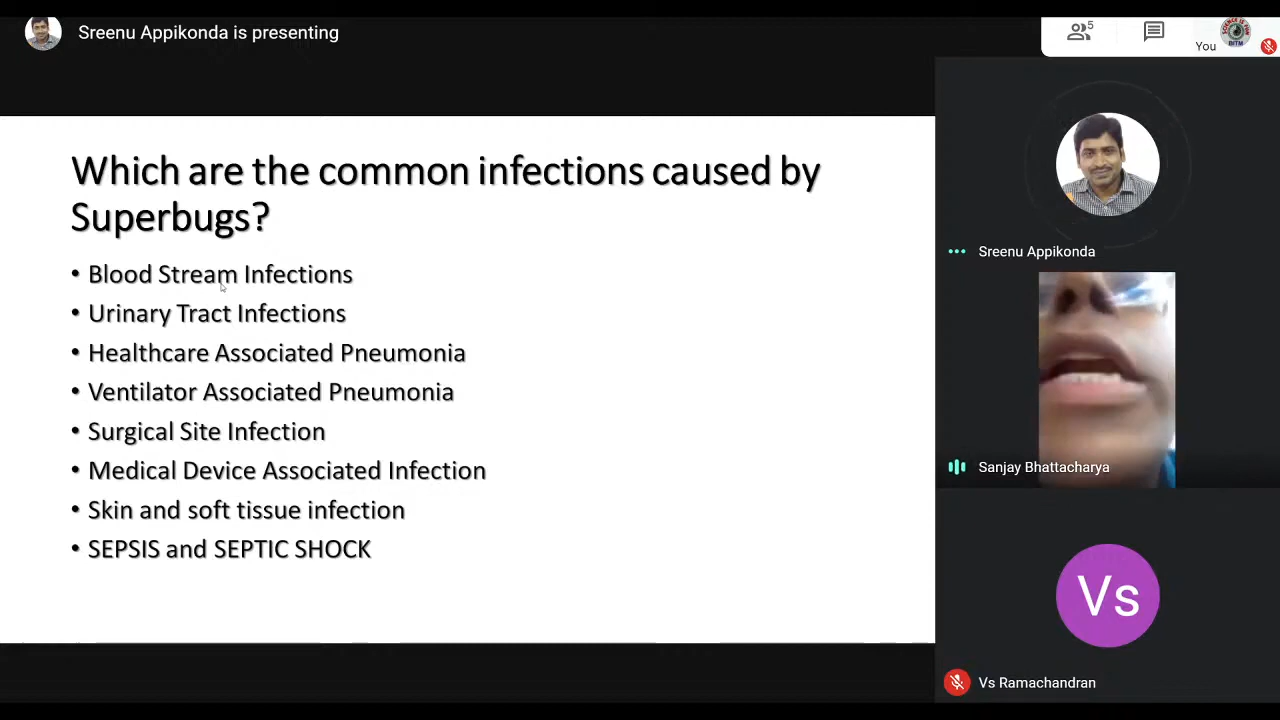 Sreenu Appikonda is presenting
5
You
Which are the common infections caused by
Superbugs?
• Blood Stream Infections
• Urinary Tract Infections
• Healthcare Associated Pneumonia
• Ventilator Associated Pneumonia
• Surgical Site Infection
• Medical Device Associated Infection
• Skin and soft tissue infection
• SEPSIS and SEPTIC SHOCK
Sreenu Appikonda
Sanjay Bhattacharya
Vs
Vs Ramachandran